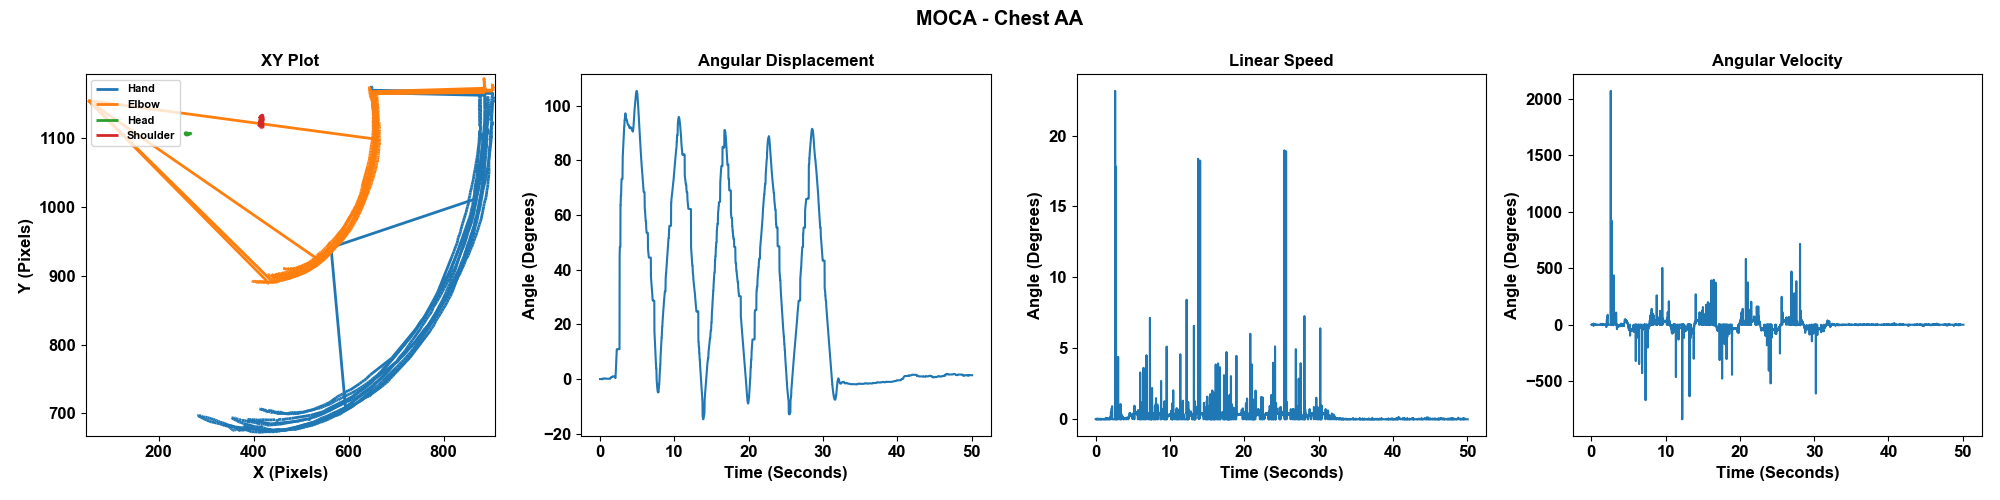 MOCA - Chest AA
XY Plot
Hand
Elbow
Head
Shoulder
Y (Pixels)
1100
1000
900
800
700
200
400
600
800
X (Pixels)
Angular Displacement
Angle (Degrees)
100
80
60
40
20
0
−20
0
10
20
30
40
50
Time (Seconds)
Linear Speed
Angle (Degrees)
20
15
10
5
0
0
10
20
30
40
50
Time (Seconds)
Angular Velocity
Angle (Degrees)
2000
1500
1000
500
0
−500
0
10
20
30
40
50
Time (Seconds)